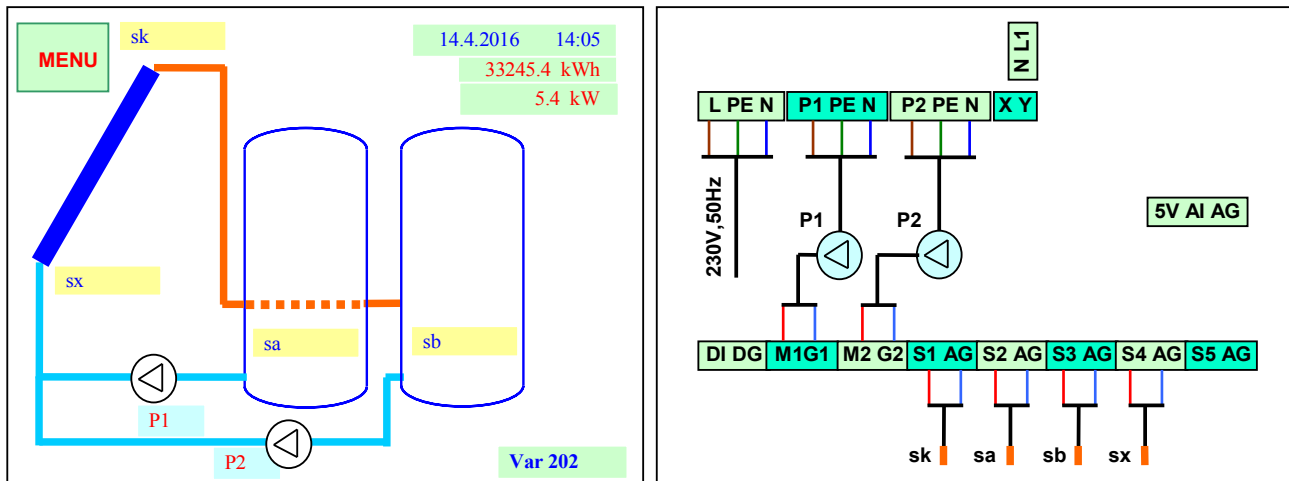 MENU
sk
14.4.2016 14:05
33245.4 kWh
5.4 kW
sx
sa
sb
P1
P2
Var 202
N L1
L PE N
P1 PE N
P2 PE N
X Y
230V,50Hz
P1
P2
5V AI AG
DI DG
M1G1
M2 G2
S1 AG
S2 AG
S3 AG
S4 AG
S5 AG
sk
sa
sb
sx